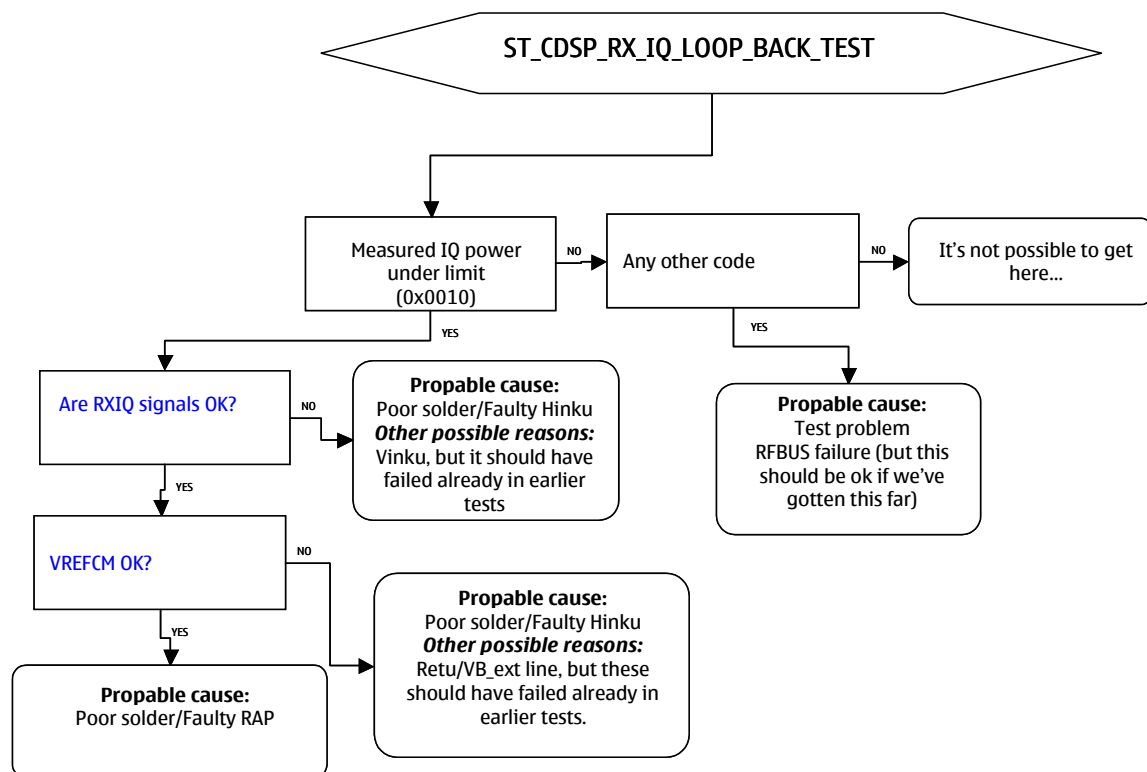 ST_CDSP_RX_IQ_LOOP_BACK_TEST
Measured IQ power
under limit
(0x0010)
NO
Any other code
NO
It's not possible to get
here...
YES
YES
Are RXIQ signals OK?
NO
Propable cause:
Poor solder/Faulty Hinku
Other possible reasons:
Vinku, but it should have
failed already in earlier
tests
Propable cause:
Test problem
RFBUS failure (but this
should be ok if we've
gotten this far)
YES
VREFCM OK?
NO
Propable cause:
Poor solder/Faulty Hinku
Other possible reasons:
Retu/VB_ext line, but these
should have failed already in
earlier tests.
YES
Propable cause:
Poor solder/Faulty RAP